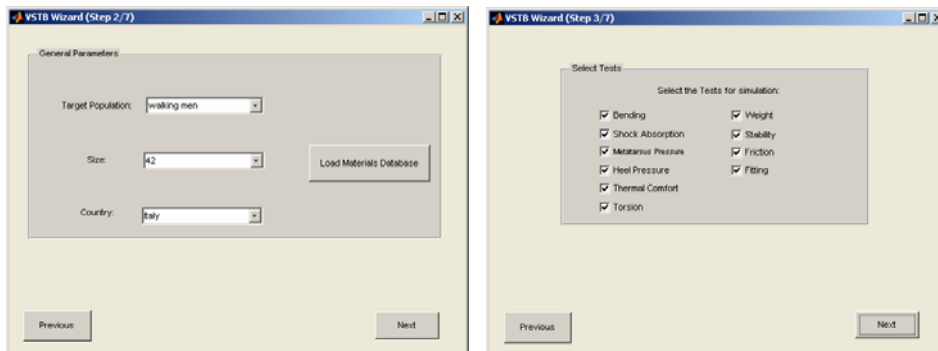 VSTB Wizard (Step 2/7)
General Parameters
Target Population: walking men
Size: 42
Load Materials Database
Country: Italy
Previous Next
VSTB Wizard (Step 3/7)
Select Tests
Select the Tests for simulation:
Bending Weight
Shock Absorption Stability
Metatarsus Pressure Friction
Heel Pressure Fitting
Thermal Comfort
Torsion
Previous Next